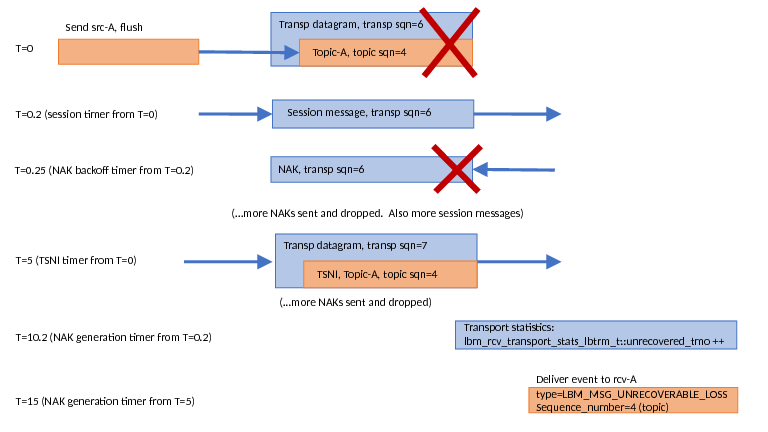 Send src-A, flush
Transp datagram, transp sqn=6
T=0
Topic-A, topic sqn=4
T=0.2 (session timer from T=0)
Session message, transp sqn=6
T=0.25 (NAK backoff timer from T=0.2)
NAK, transp sqn=6
(...more NAKs sent and dropped.  Also more session messages)
Transp datagram, transp sqn=7
T=5 (TSNI timer from T=0)
TSNI, Topic-A, topic sqn=4
(...more NAKs sent and dropped)
Transport statistics:
T=10.2 (NAK generation timer from T=0.2)
lbm_rcv_transport_stats_lbtrm_t::unrecovered_tmo ++
Deliver event to rcv-A
type=LBM_MSG_UNRECOVERABLE_LOSS
T=15 (NAK generation timer from T=5)
Sequence_number=4 (topic)